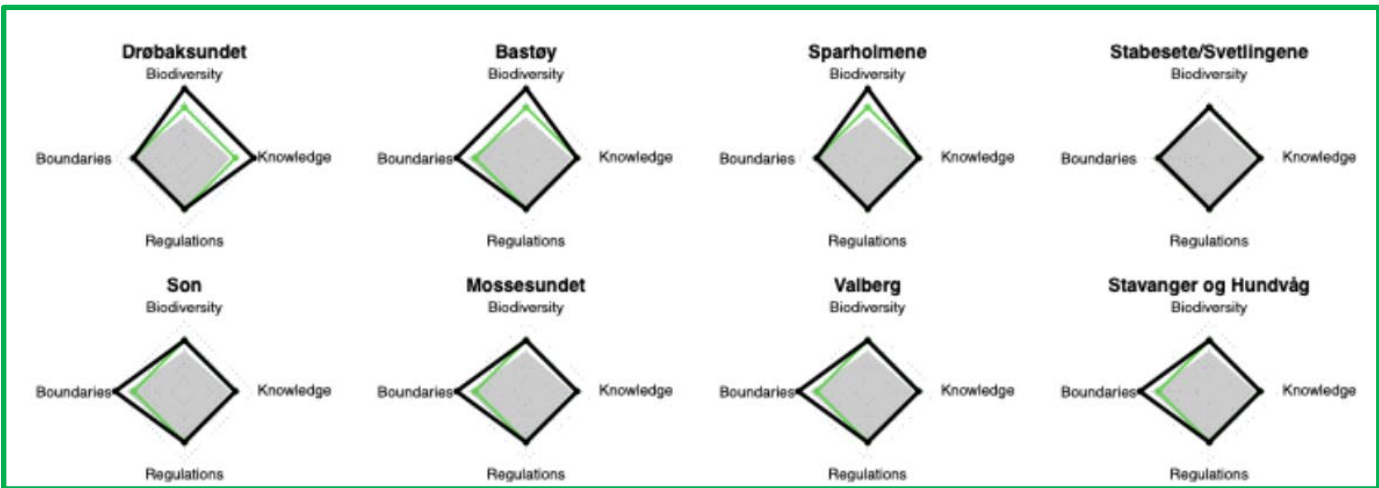 Drøbaksundet
Biodiversity
Boundaries
Knowledge
Regulations
Bastøy
Biodiversity
Boundaries
Knowledge
Regulations
Sparholmene
Biodiversity
Boundaries
Knowledge
Regulations
Stabesete/Svetlingene
Biodiversity
Boundaries
Knowledge
Regulations
Son
Biodiversity
Boundaries
Knowledge
Regulations
Mossesundet
Biodiversity
Boundaries
Knowledge
Regulations
Valberg
Biodiversity
Boundaries
Knowledge
Regulations
Stavanger og Hundvåg
Biodiversity
Boundaries
Knowledge
Regulations